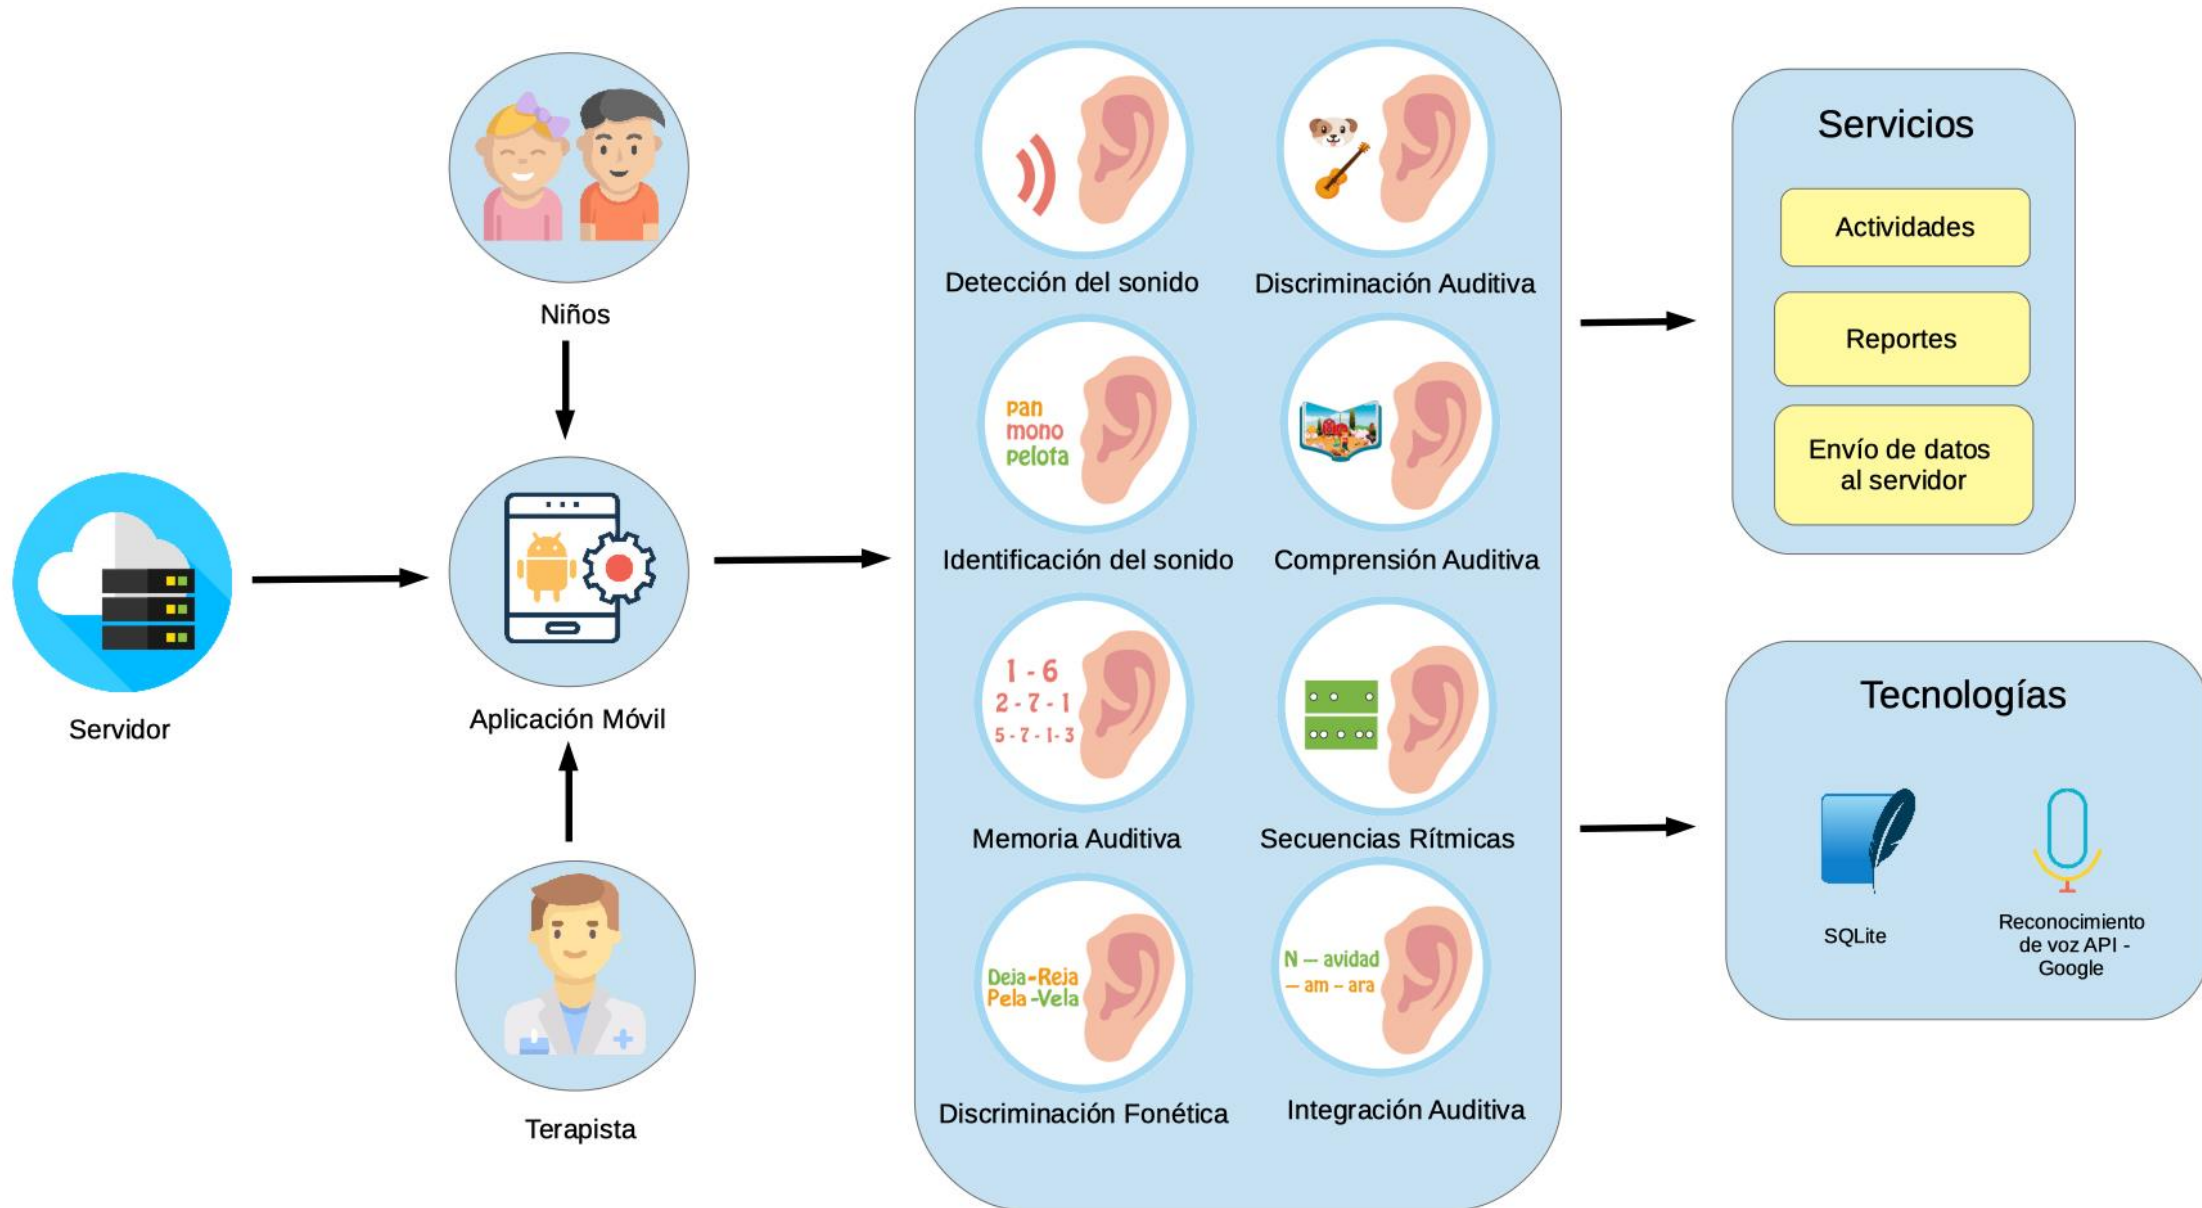 Niños
Servidor
Aplicación Móvil
Terapista
Detección del sonido
Discriminación Auditiva
pan
mono
pelota
Identificación del sonido
Comprensión Auditiva
1 - 6
2 - 7 - 1
5 - 7 - 1 - 3
Memoria Auditiva
Secuencias Rítmicas
Deja-Reja
Pela-Vela
Discriminación Fonética
N — avidad
— am - ara
Integración Auditiva
Servicios
Actividades
Reportes
Envío de datos
al servidor
Tecnologías
SQLite
Reconocimiento
de voz API -
Google